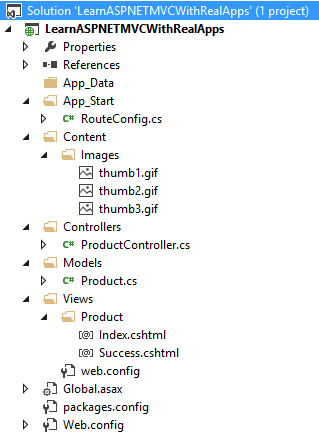 Solution 'LearnASPNETMVCWithRealApps' (1 project)
LearnASPNETMVCWithRealApps
Properties
References
App_Data
App_Start
C# RouteConfig.cs
Content
Images
thumb1.gif
thumb2.gif
thumb3.gif
Controllers
C# ProductController.cs
Models
C# Product.cs
Views
Product
[@] Index.cshtml
[@] Success.cshtml
web.config
Global.asax
packages.config
Web.config